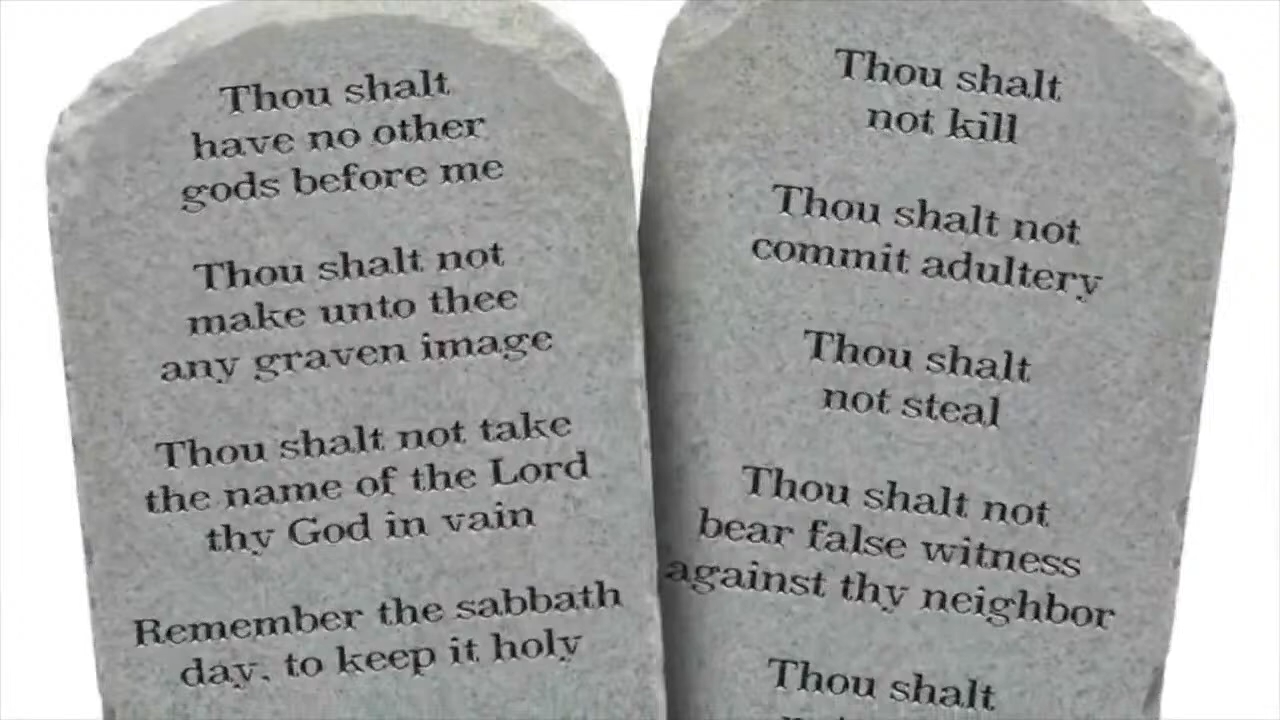 Thou shalt
have no other
gods before me
Thou shalt not
make unto thee
any graven image
Thou shalt not take
the name of the Lord
thy God in vain
Remember the sabbath
day, to keep it holy
Thou shalt
not kill
Thou shalt not
commit adultery
Thou shalt
not steal
Thou shalt not
bear false witness
against thy neighbor
Thou shalt